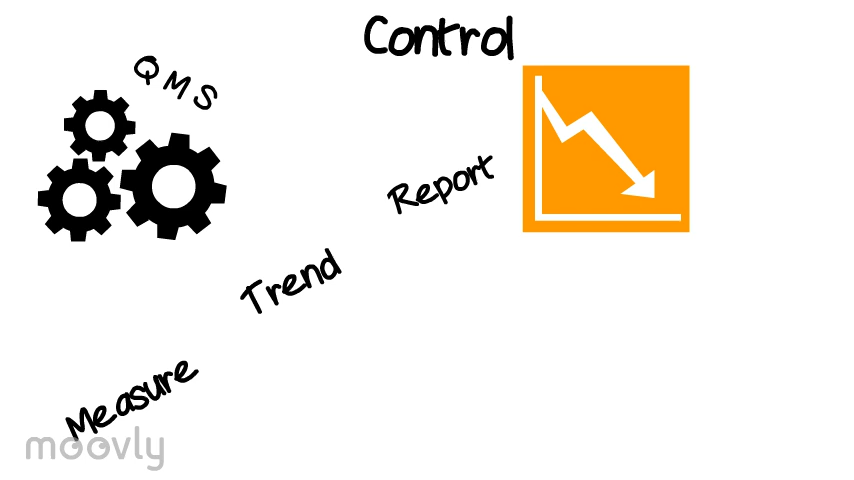 Control
QMS
Report
Trend
Measure
moovly